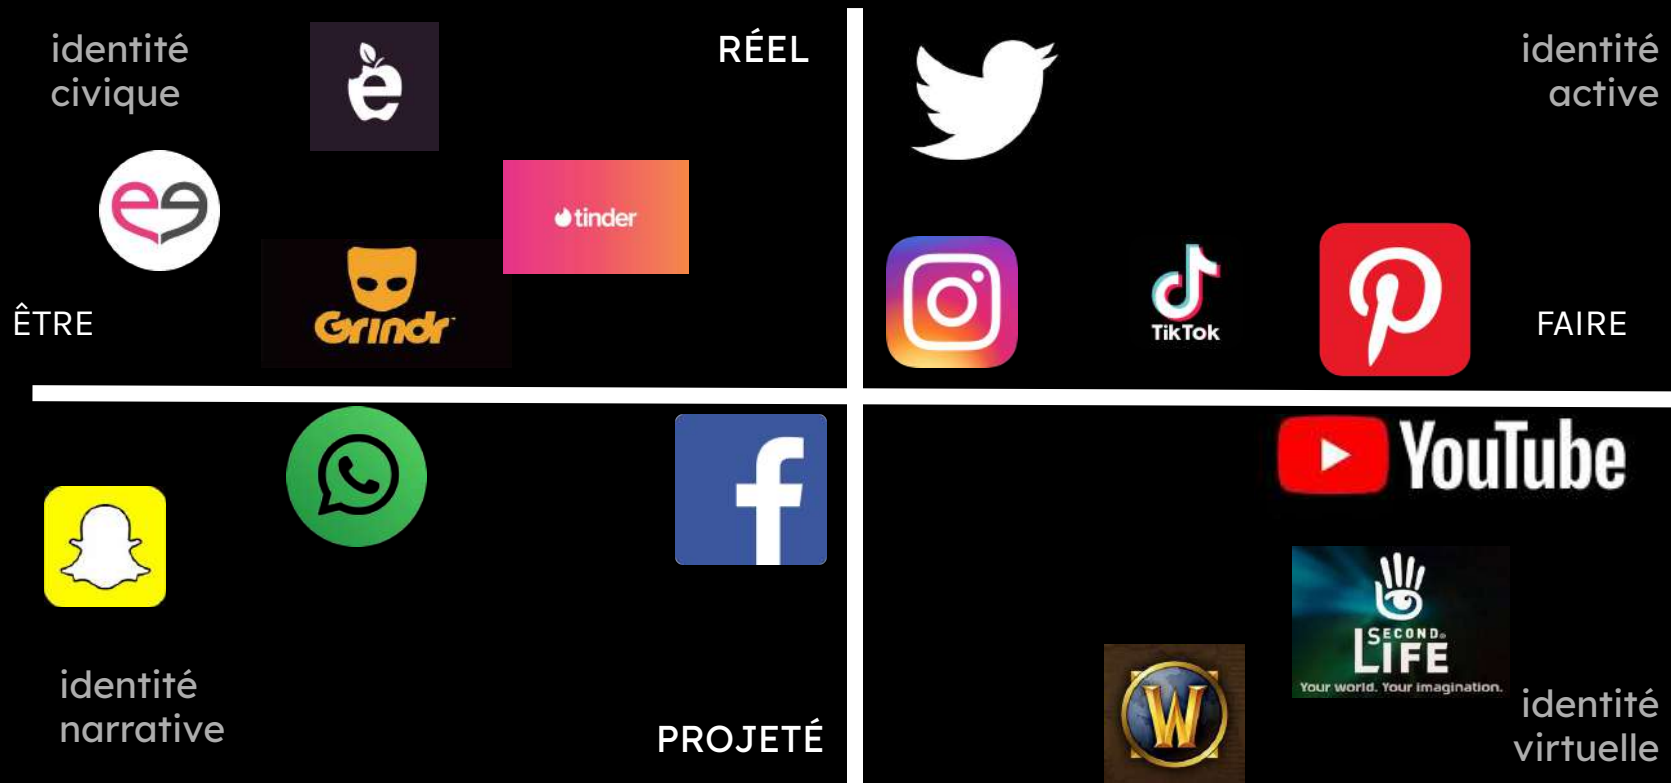 identité
civique
è
RÉEL
identité
active
tinder
ÊTRE
Grindr
TikTok
FAIRE
f
YouTube
SECOND
LIFE
Your world. Your imagination.
W
identité
narrative
PROJETÉ
identité
virtuelle